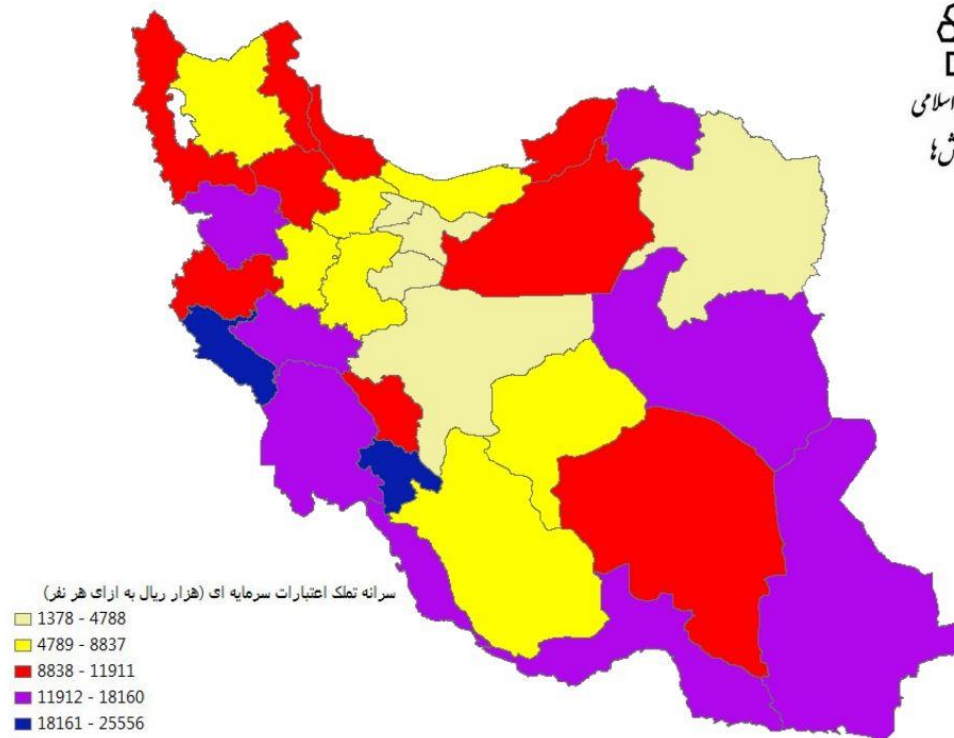 اسلامی
سرانه تملک اعتبارات سرمایه ای (هزار ریال به ازای هر نفر)
1378 - 4788
4789 - 8837
8838 - 11911
11912 - 18160
18161 - 25556